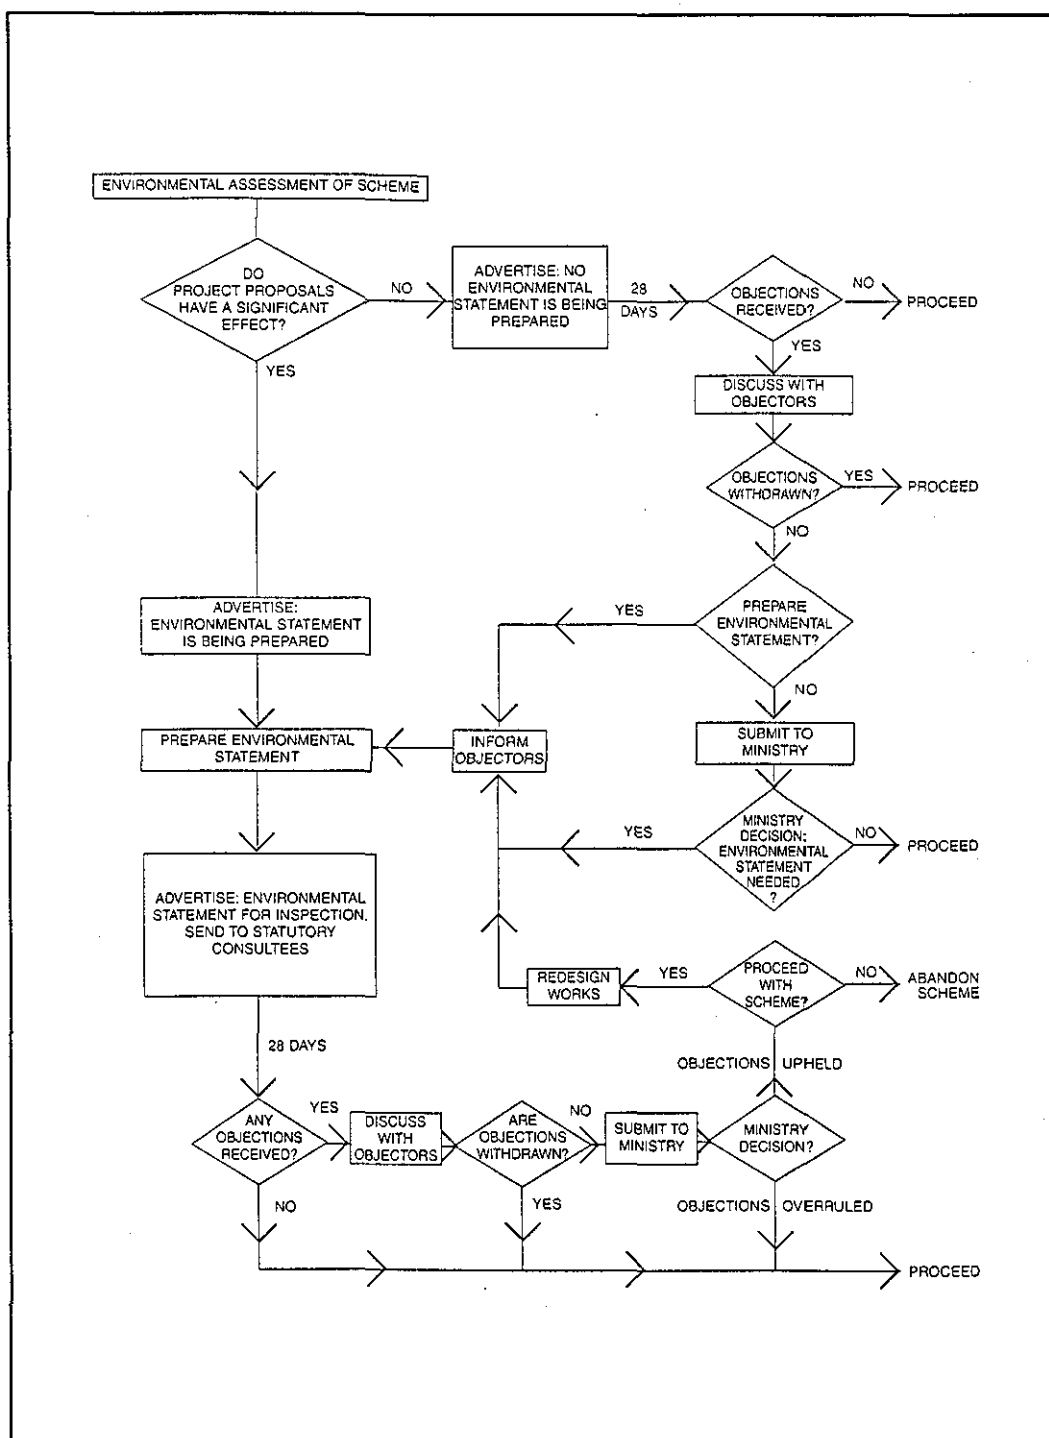 ENVIRONMENTAL ASSESSMENT OF SCHEME
DO
PROJECT PROPOSALS
HAVE A SIGNIFICANT
EFFECT?
NO
ADVERTISE: NO
ENVIRONMENTAL
STATEMENT IS BEING
PREPARED
28
DAYS
OBJECTIONS
RECEIVED?
NO
PROCEED
YES
YES
DISCUSS WITH
OBJECTORS
OBJECTIONS
WITHDRAWN?
YES
PROCEED
NO
ADVERTISE:
ENVIRONMENTAL STATEMENT
IS BEING PREPARED
YES
PREPARE
ENVIRONMENTAL
STATEMENT?
NO
PREPARE ENVIRONMENTAL
STATEMENT
INFORM
OBJECTORS
SUBMIT TO
MINISTRY
YES
MINISTRY
DECISION:
ENVIRONMENTAL
STATEMENT
NEEDED
?
NO
PROCEED
ADVERTISE: ENVIRONMENTAL
STATEMENT FOR INSPECTION.
SEND TO STATUTORY
CONSULTEES
REDESIGN
WORKS
YES
PROCEED
WITH
SCHEME?
NO
ABANDON
SCHEME
28 DAYS
OBJECTIONS UPHELD
ANY
OBJECTIONS
RECEIVED?
YES
DISCUSS
WITH
OBJECTORS
ARE
OBJECTIONS
WITHDRAWN?
NO
SUBMIT TO
MINISTRY
MINISTRY
DECISION?
NO
YES
OBJECTIONS OVERRULED
PROCEED